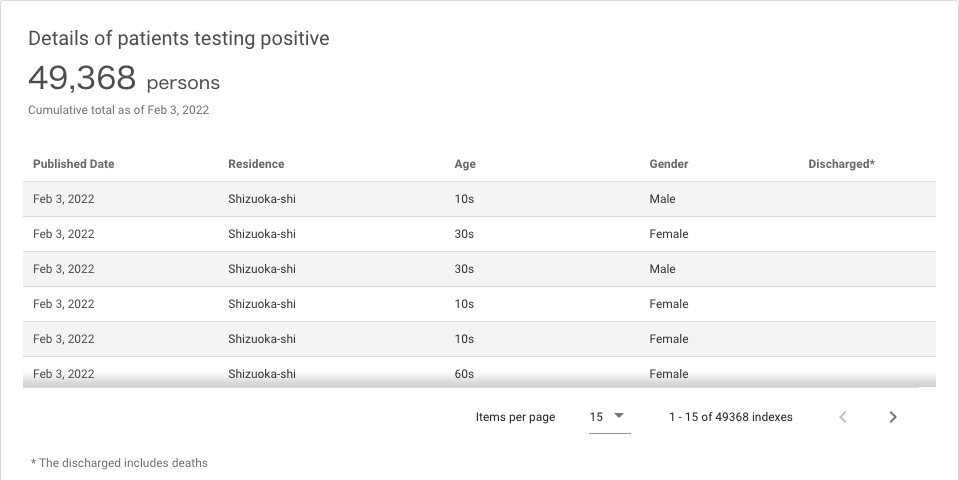 Details of patients testing positive
49,368 persons
Cumulative total as of Feb 3, 2022
Published Date Residence Age Gender Discharged*
Feb 3, 2022 Shizuoka-shi 10s Male
Feb 3, 2022 Shizuoka-shi 30s Female
Feb 3, 2022 Shizuoka-shi 30s Male
Feb 3, 2022 Shizuoka-shi 10s Female
Feb 3, 2022 Shizuoka-shi 10s Female
Feb 3, 2022 Shizuoka-shi 60s Female
Items per page 15 1 - 15 of 49368 indexes
* The discharged includes deaths